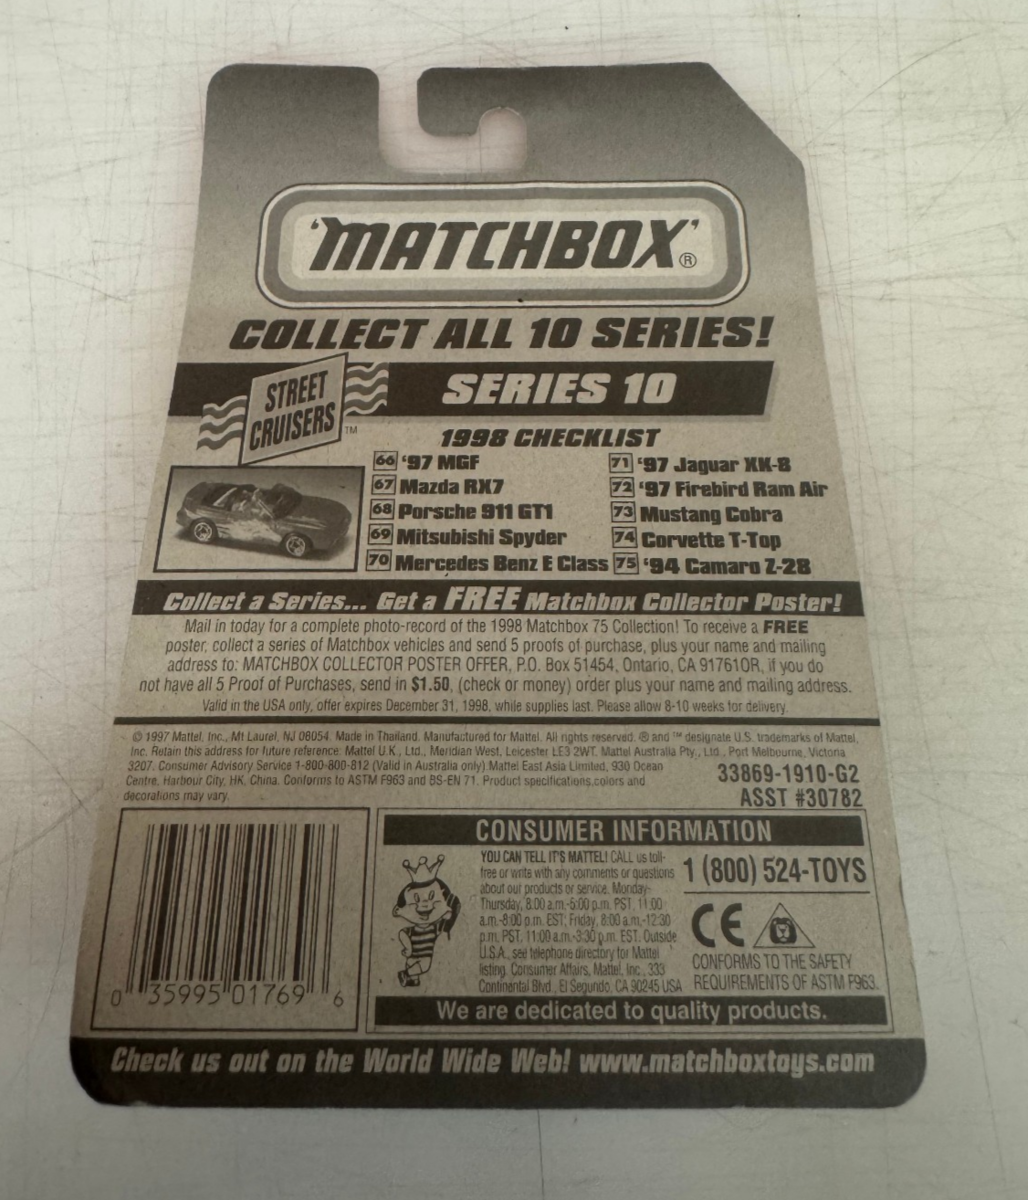 'MATCHBOX' ®
COLLECT ALL 10 SERIES!
STREET
CRUISERS ™
SERIES 10
1998 CHECKLIST
66 '97 MGF
67 Mazda RX7
68 Porsche 911 GT1
69 Mitsubishi Spyder
70 Mercedes Benz E Class
71 '97 Jaguar XK-8
72 '97 Firebird Ram Air
73 Mustang Cobra
74 Corvette T-Top
75 '94 Camaro Z-28
Collect a Series... Get a FREE Matchbox Collector Poster!
Mail in today for a complete photo-record of the 1998 Matchbox 75 Collection! To receive a FREE
poster, collect a series of Matchbox vehicles and send 5 proofs of purchase, plus your name and mailing
address to: MATCHBOX COLLECTOR POSTER OFFER, P.O. Box 51454, Ontario, CA 91761OR, if you do
not have all 5 Proof of Purchases, send in $1.50, (check or money) order plus your name and mailing address.
Valid in the USA only, offer expires December 31, 1998, while supplies last. Please allow 8-10 weeks for delivery.
© 1997 Mattel, Inc., Mt Laurel, NJ 08054. Made in Thailand. Manufactured for Mattel. All rights reserved. ® and ™ designate U.S. trademarks of Mattel,
Inc. Retain this address for future reference: Mattel U.K., Ltd., Meridian West, Leicester LE3 2WT. Mattel Australia Pty., Ltd., Port Melbourne, Victoria
3207. Consumer Advisory Service 1-800-800-812 (Valid in Australia only) Mattel East Asia Limited, 930 Ocean
Centre, Harbour City, HK, China. Conforms to ASTM F963 and BS-EN 71. Product specifications,colors and
decorations may vary.
33869-1910-G2
ASST #30782
0 35995 01769 6
CONSUMER INFORMATION
YOU CAN TELL IT'S MATTEL! CALL us toll-
free or write with any comments or questions
about our products or service, Monday-
Thursday, 8:00 a.m.-5:00 p.m. PST, 11:00
a.m.-8:00 p.m. EST; Friday, 8:00 a.m.-12:30
p.m. PST, 11:00 a.m.-3:30 p.m. EST. Outside
U.S.A., see telephone directory for Mattel
listing. Consumer Affairs, Mattel, Inc., 333
Continental Blvd., El Segundo, CA 90245 USA
1 (800) 524-TOYS
CE
CONFORMS TO THE SAFETY
REQUIREMENTS OF ASTM F963.
We are dedicated to quality products.
Check us out on the World Wide Web! www.matchboxtoys.com